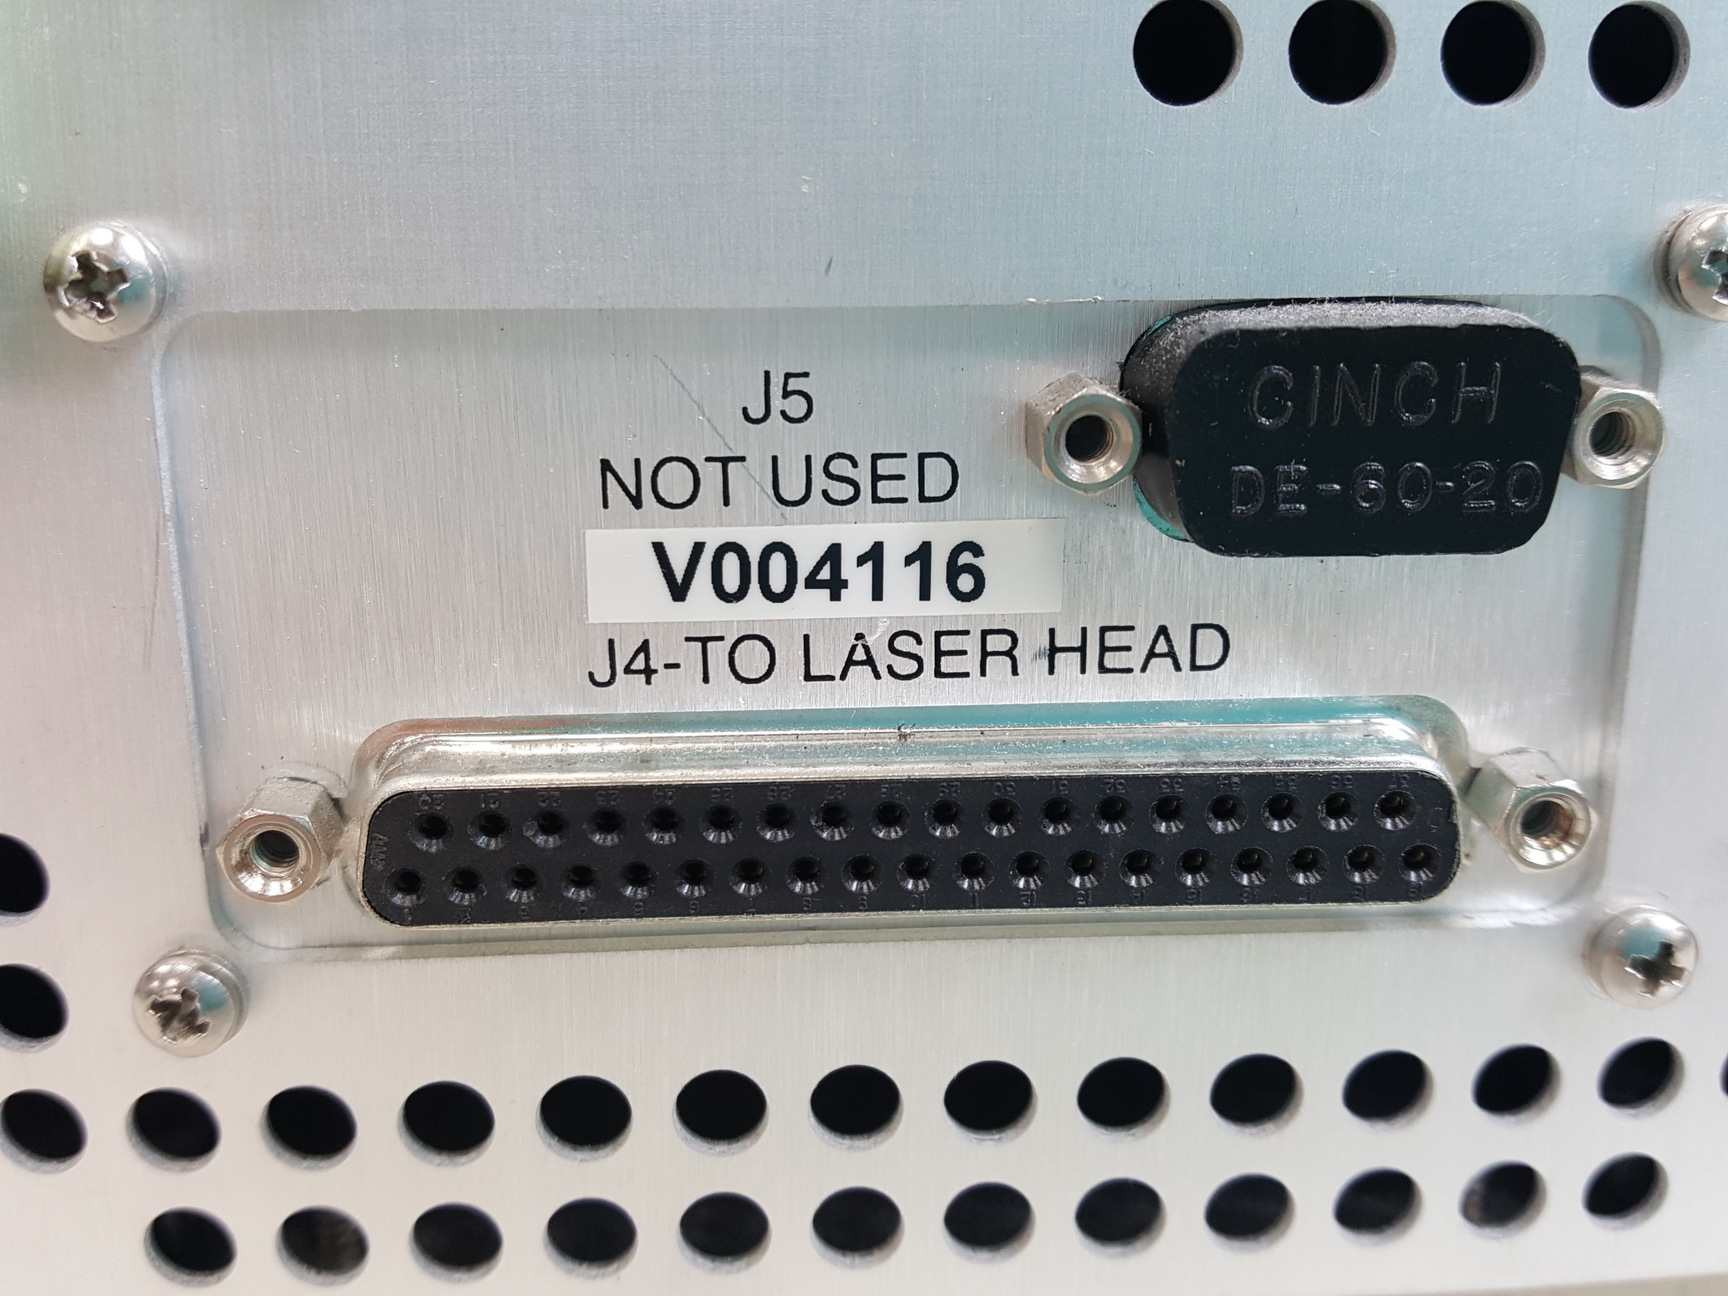 J5
NOT USED
V004116
J4-TO LASER HEAD
CINCH
DE-60-20